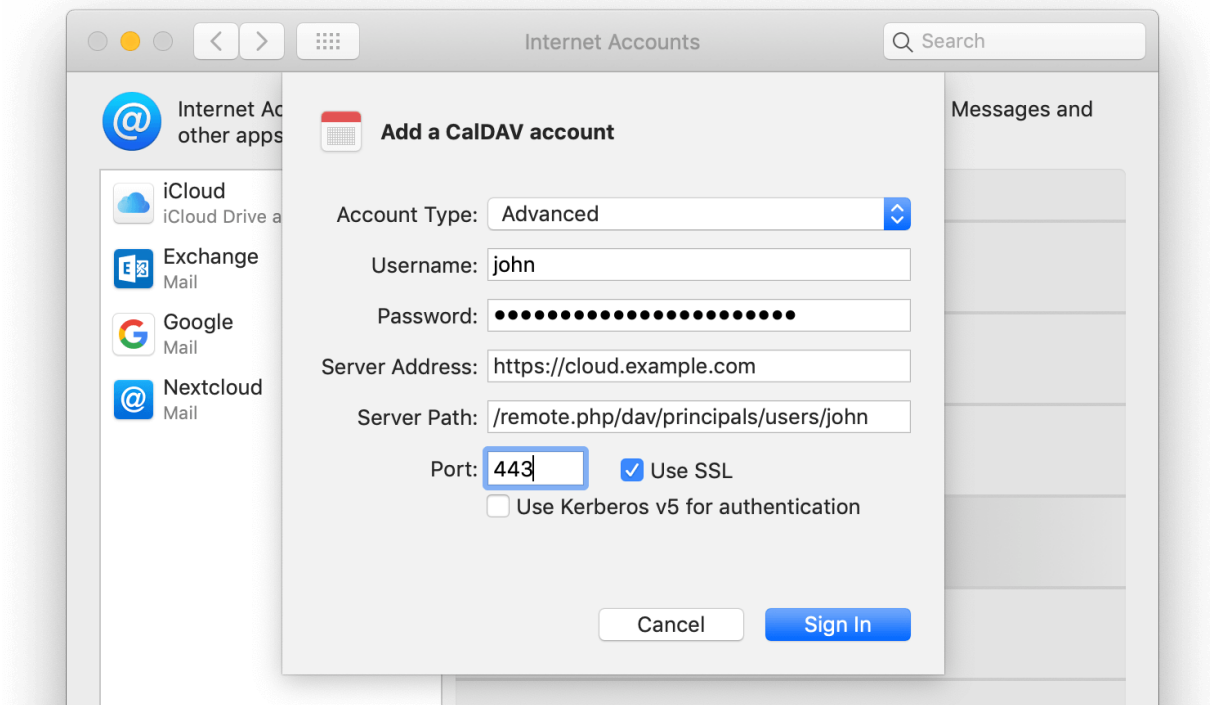 Internet Accounts
Search
Internet Ac
other apps
Messages and
iCloud
iCloud Drive a
Exchange
Mail
Google
Mail
Nextcloud
Mail
Add a CalDAV account
Account Type: Advanced
Username: john
Password: ●●●●●●●●●●●●●●●●●●●●●●●
Server Address: https://cloud.example.com
Server Path: /remote.php/dav/principals/users/john
Port: 443 Use SSL
Use Kerberos v5 for authentication
Cancel Sign In